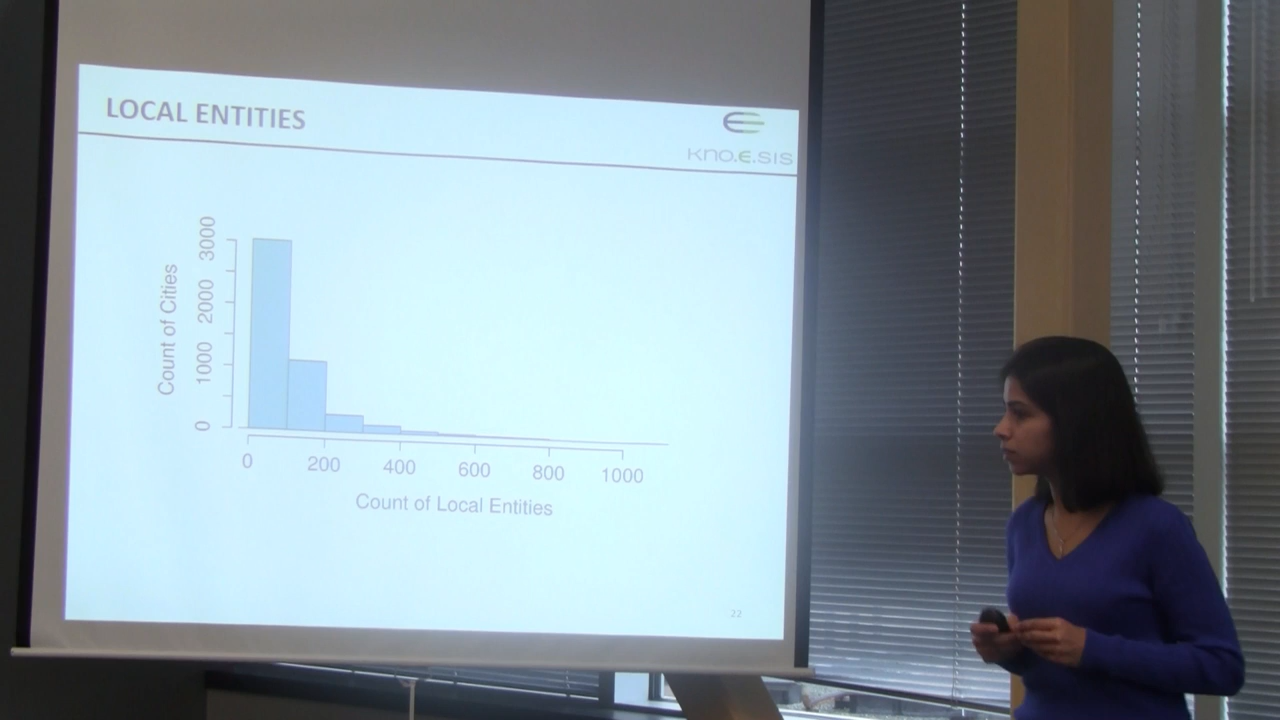 LOCAL ENTITIES
KNO.E.SIS
3000
2000
1000
0
Count of Cities
0 200 400 600 800 1000
Count of Local Entities
22